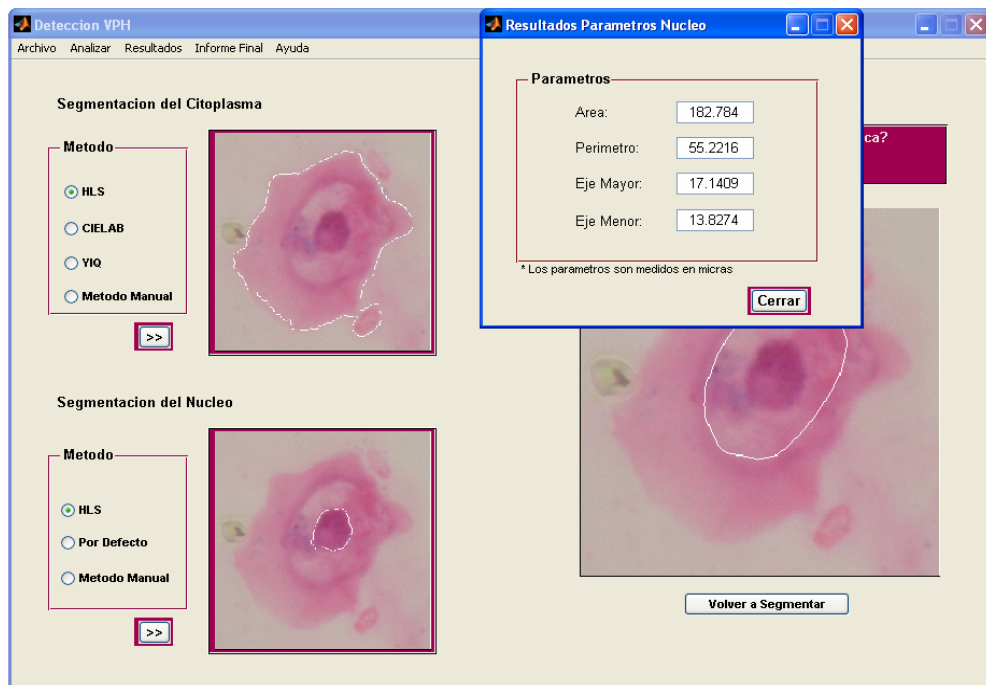 Deteccion VPH
Archivo Analizar Resultados Informe Final Ayuda
Segmentacion del Citoplasma
Metodo
HLS
CIELAB
YIQ
Metodo Manual
>>
Segmentacion del Nucleo
Metodo
HLS
Por Defecto
Metodo Manual
>>
Resultados Parametros Nucleo
Parametros
Area: 182.784
Perimetro: 55.2216
Eje Mayor: 17.1409
Eje Menor: 13.8274
* Los parametros son medidos en micras
Cerrar
ca?
Volver a Segmentar